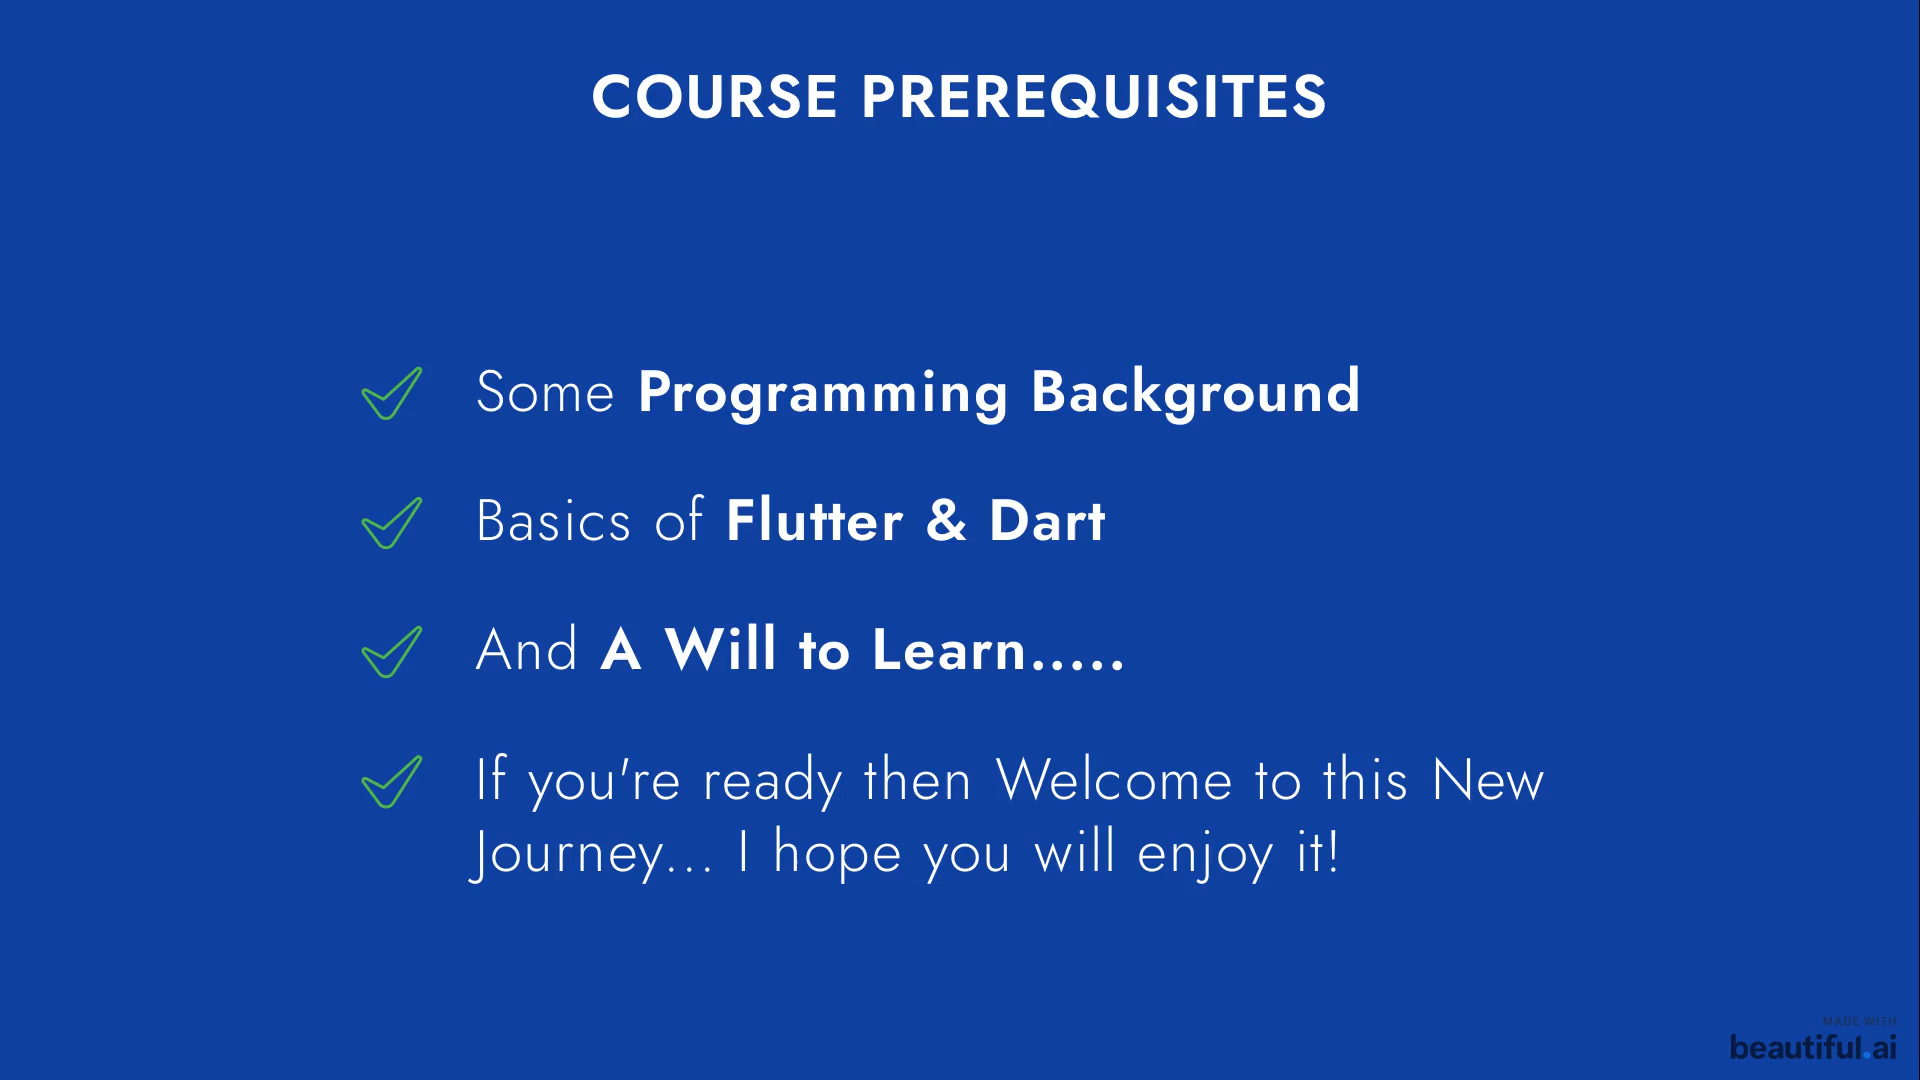 COURSE PREREQUISITES
Some Programming Background
Basics of Flutter & Dart
And A Will to Learn.....
If you're ready then Welcome to this New
Journey... I hope you will enjoy it!
MADE WITH
beautiful.ai